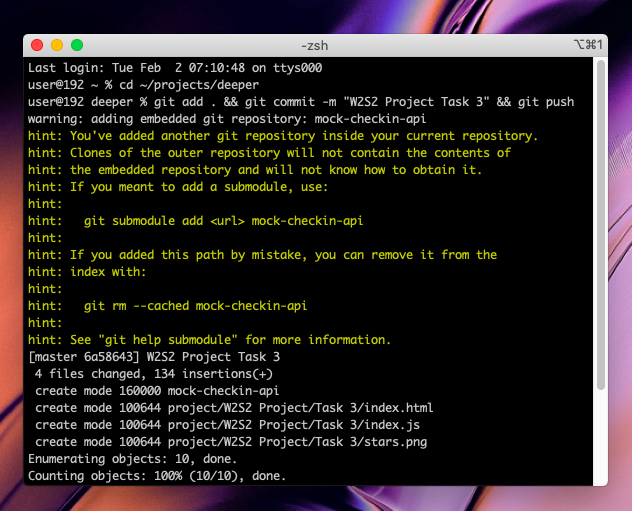 -zsh
⌥⌘1
Last login: Tue Feb  2 07:10:48 on ttys000
user@192 ~ % cd ~/projects/deeper
user@192 deeper % git add . && git commit -m "W2S2 Project Task 3" && git push
warning: adding embedded git repository: mock-checkin-api
hint: You've added another git repository inside your current repository.
hint: Clones of the outer repository will not contain the contents of
hint: the embedded repository and will not know how to obtain it.
hint: If you meant to add a submodule, use:
hint:
hint:   git submodule add <url> mock-checkin-api
hint:
hint: If you added this path by mistake, you can remove it from the
hint: index with:
hint:
hint:   git rm --cached mock-checkin-api
hint:
hint: See "git help submodule" for more information.
[master 6a58643] W2S2 Project Task 3
 4 files changed, 134 insertions(+)
 create mode 160000 mock-checkin-api
 create mode 100644 project/W2S2 Project/Task 3/index.html
 create mode 100644 project/W2S2 Project/Task 3/index.js
 create mode 100644 project/W2S2 Project/Task 3/stars.png
Enumerating objects: 10, done.
Counting objects: 100% (10/10), done.